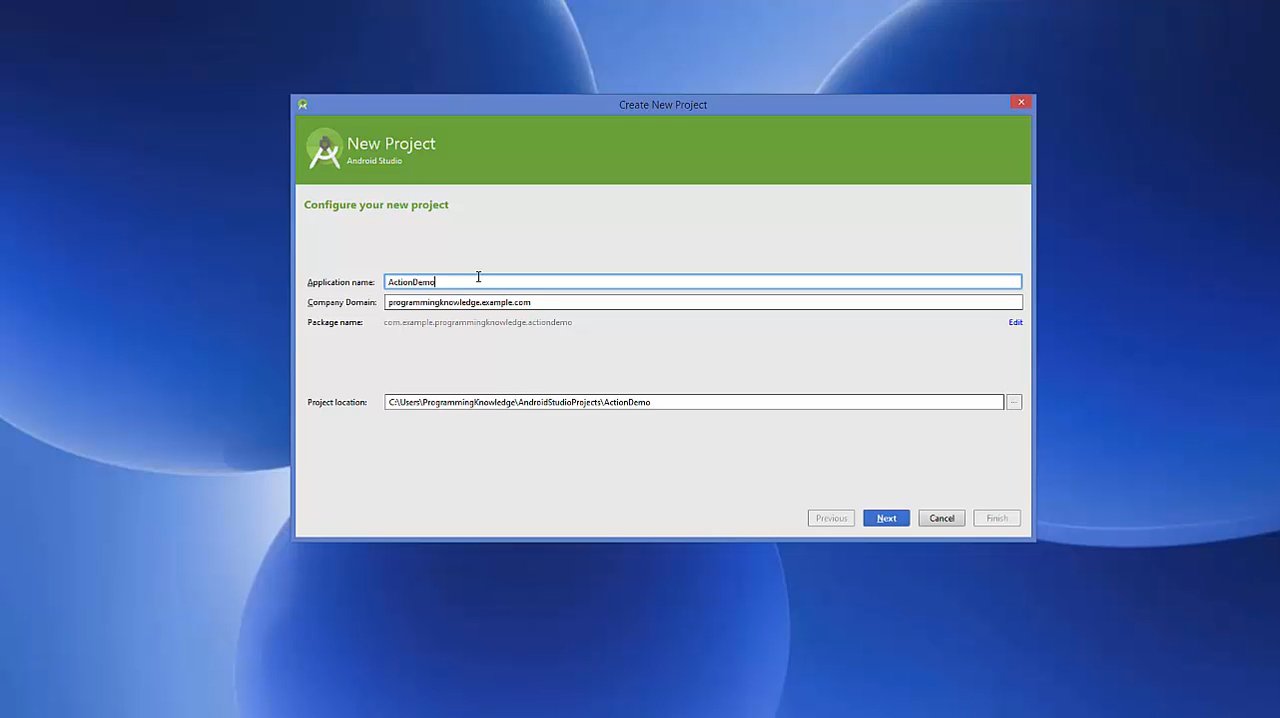 Create New Project
New Project
Android Studio
Configure your new project
Application name: ActionDemo
Company Domain: programmingknowledge.example.com
Package name: com.example.programmingknowledge.actiondemo Edit
Project location: C:\Users\ProgrammingKnowledge\AndroidStudioProjects\ActionDemo ...
Previous Next Cancel Finish